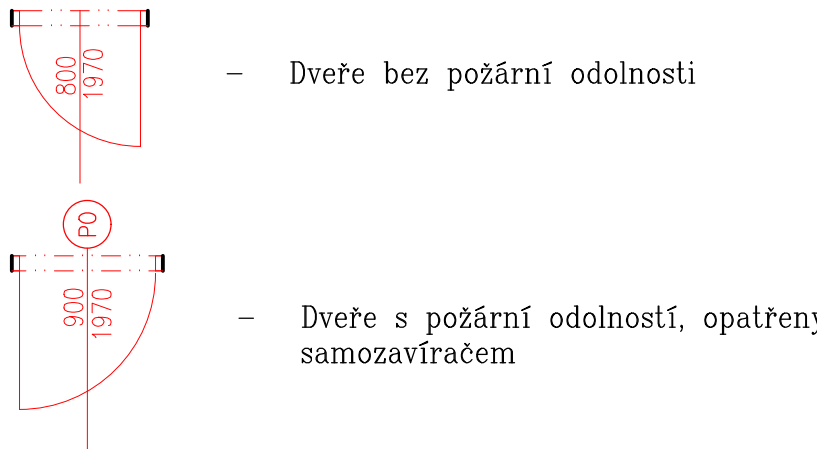 800
1970
- Dveře bez požární odolnosti
PO
900
1970
- Dveře s požární odolností, opatřeny
samozavíračem